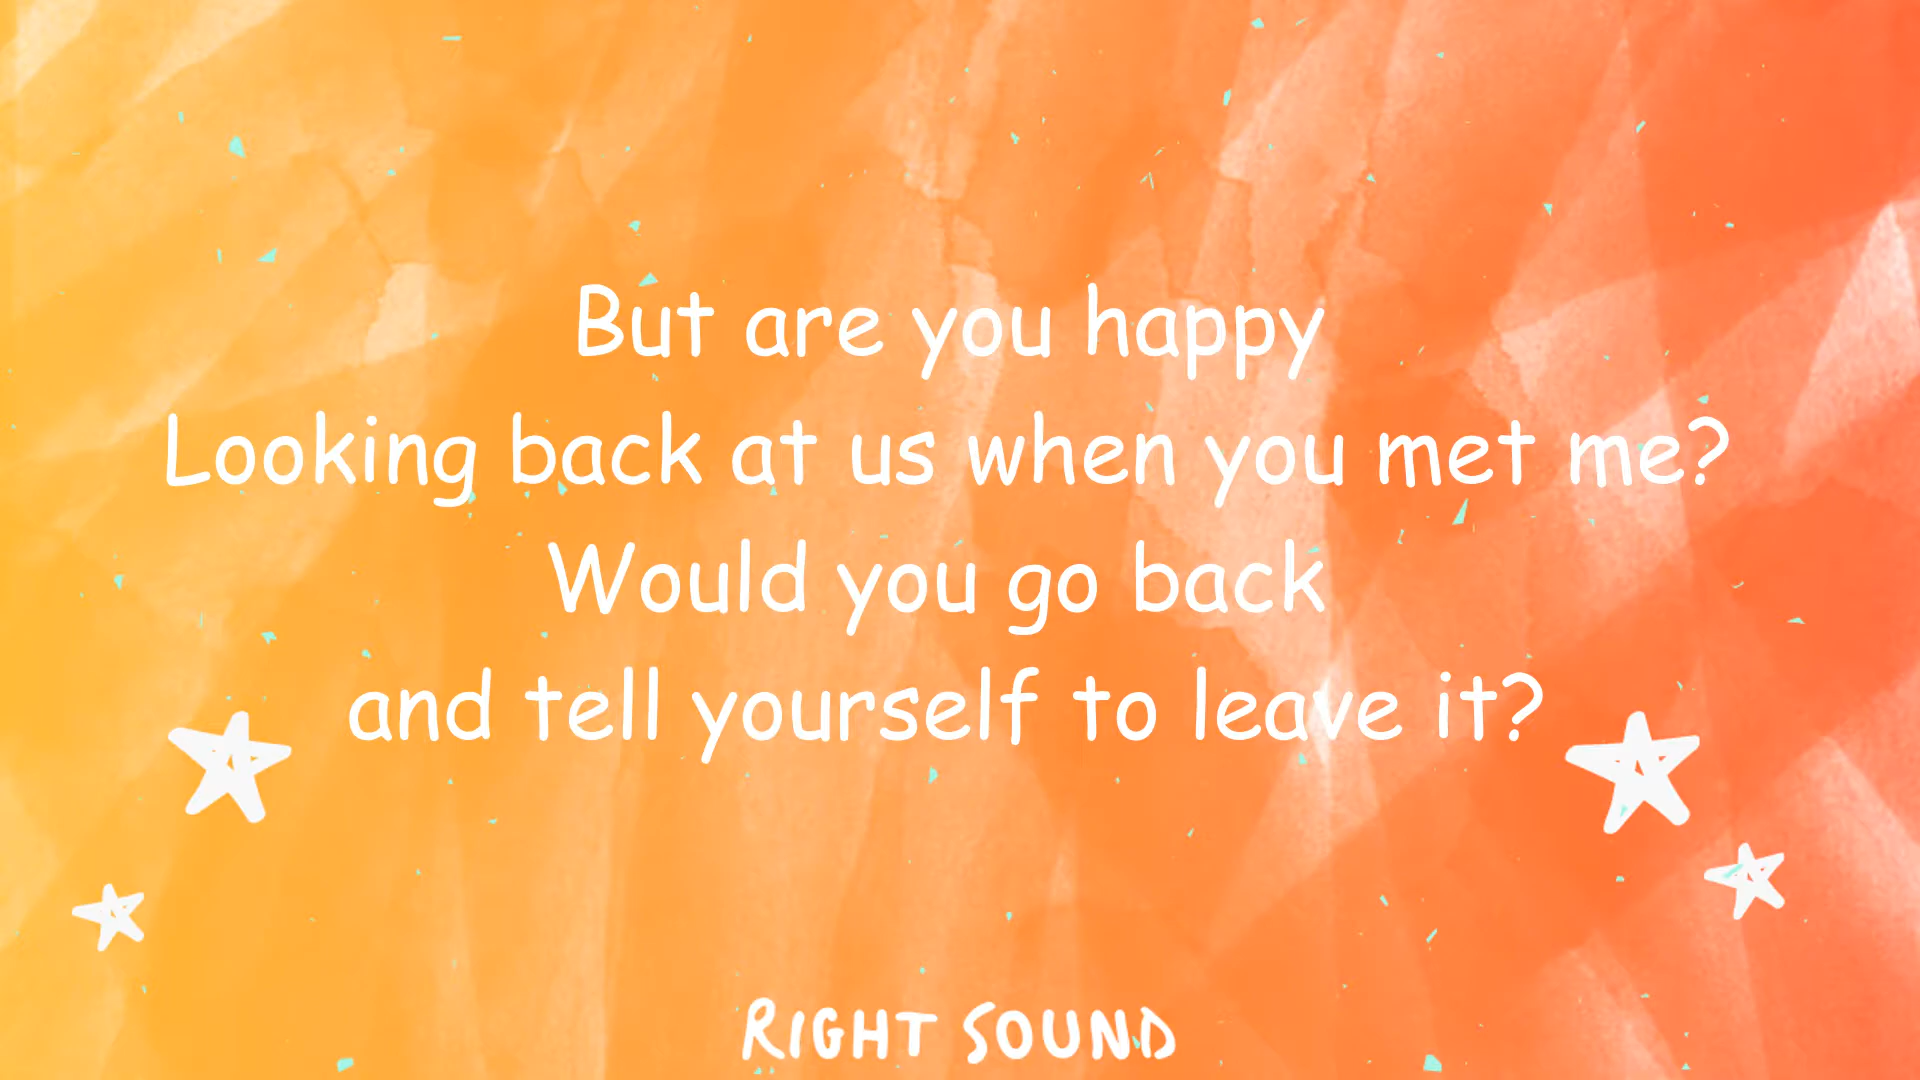 But are you happy
Looking back at us when you met me?
Would you go back
and tell yourself to leave it?
RIGHT SOUND